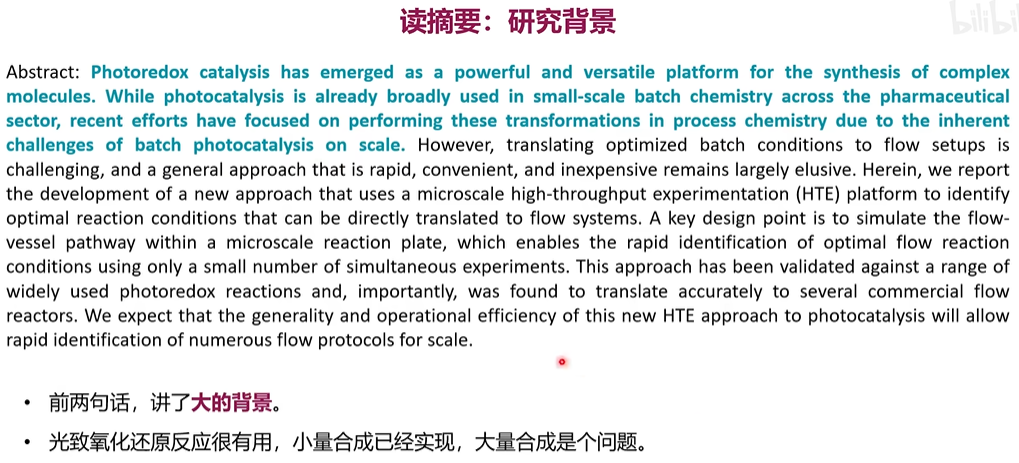 读摘要：研究背景
bilibili
Abstract: Photoredox catalysis has emerged as a powerful and versatile platform for the synthesis of complex
molecules. While photocatalysis is already broadly used in small-scale batch chemistry across the pharmaceutical
sector, recent efforts have focused on performing these transformations in process chemistry due to the inherent
challenges of batch photocatalysis on scale. However, translating optimized batch conditions to flow setups is
challenging, and a general approach that is rapid, convenient, and inexpensive remains largely elusive. Herein, we report
the development of a new approach that uses a microscale high-throughput experimentation (HTE) platform to identify
optimal reaction conditions that can be directly translated to flow systems. A key design point is to simulate the flow-
vessel pathway within a microscale reaction plate, which enables the rapid identification of optimal flow reaction
conditions using only a small number of simultaneous experiments. This approach has been validated against a range of
widely used photoredox reactions and, importantly, was found to translate accurately to several commercial flow
reactors. We expect that the generality and operational efficiency of this new HTE approach to photocatalysis will allow
rapid identification of numerous flow protocols for scale.
• 前两句话，讲了大的背景。
• 光致氧化还原反应很有用，小量合成已经实现，大量合成是个问题。